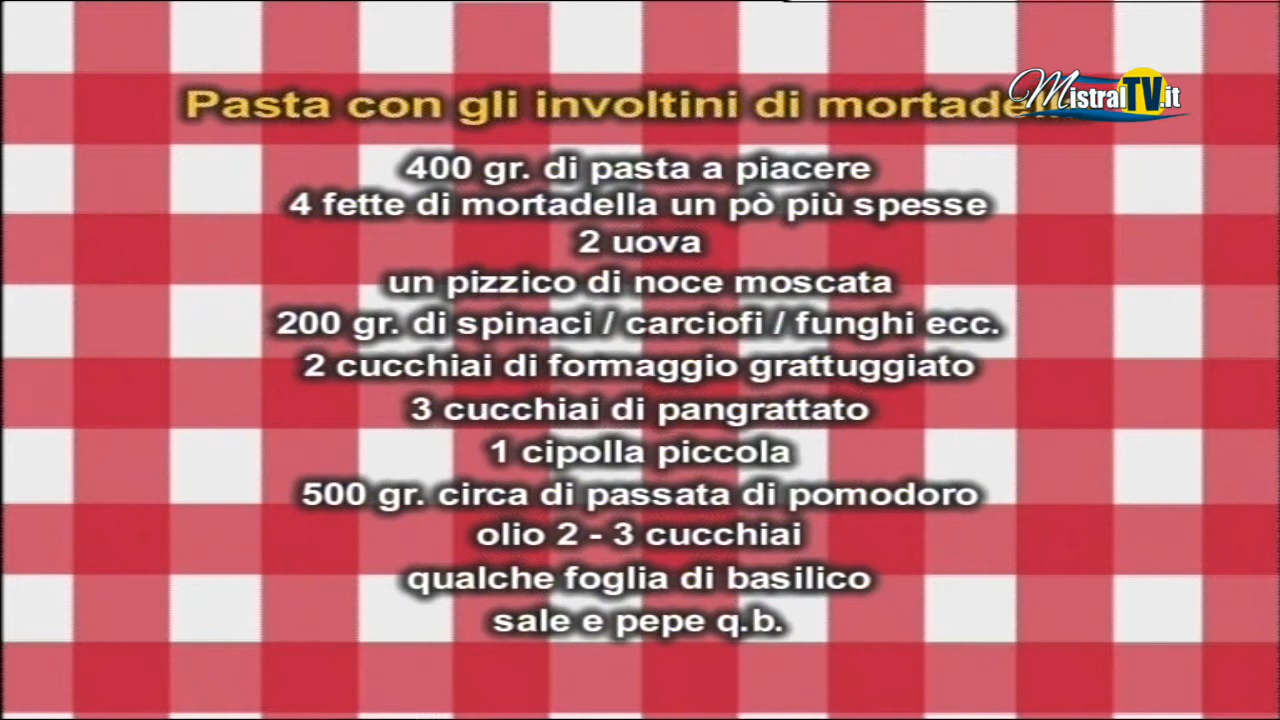 Pasta con gli involtini di
MistralTV.it
400 gr. di pasta a piacere
4 fette di mortadella un pò più spesse
2 uova
un pizzico di noce moscata
200 gr. di spinaci / carciofi / funghi ecc.
2 cucchiai di formaggio grattuggiato
3 cucchiai di pangrattato
1 cipolla piccola
500 gr. circa di passata di pomodoro
olio 2 - 3 cucchiai
qualche foglia di basilico
sale e pepe q.b.